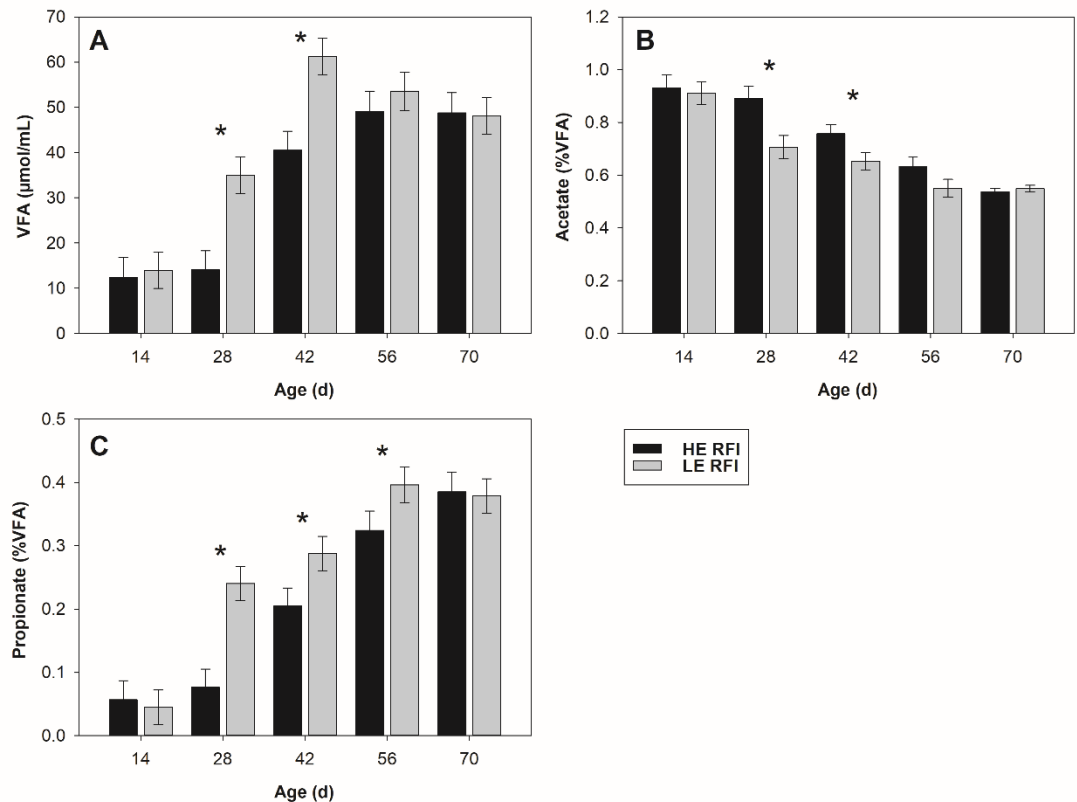 A
VFA (µmol/mL)
70
60
50
40
30
20
10
0
*
*
14 28 42 56 70
Age (d)
B
Acetate (%VFA)
1.2
1.0
0.8
0.6
0.4
0.2
0.0
*
*
14 28 42 56 70
Age (d)
C
Propionate (%VFA)
0.5
0.4
0.3
0.2
0.1
0.0
*
*
*
14 28 42 56 70
Age (d)
HE RFI
LE RFI